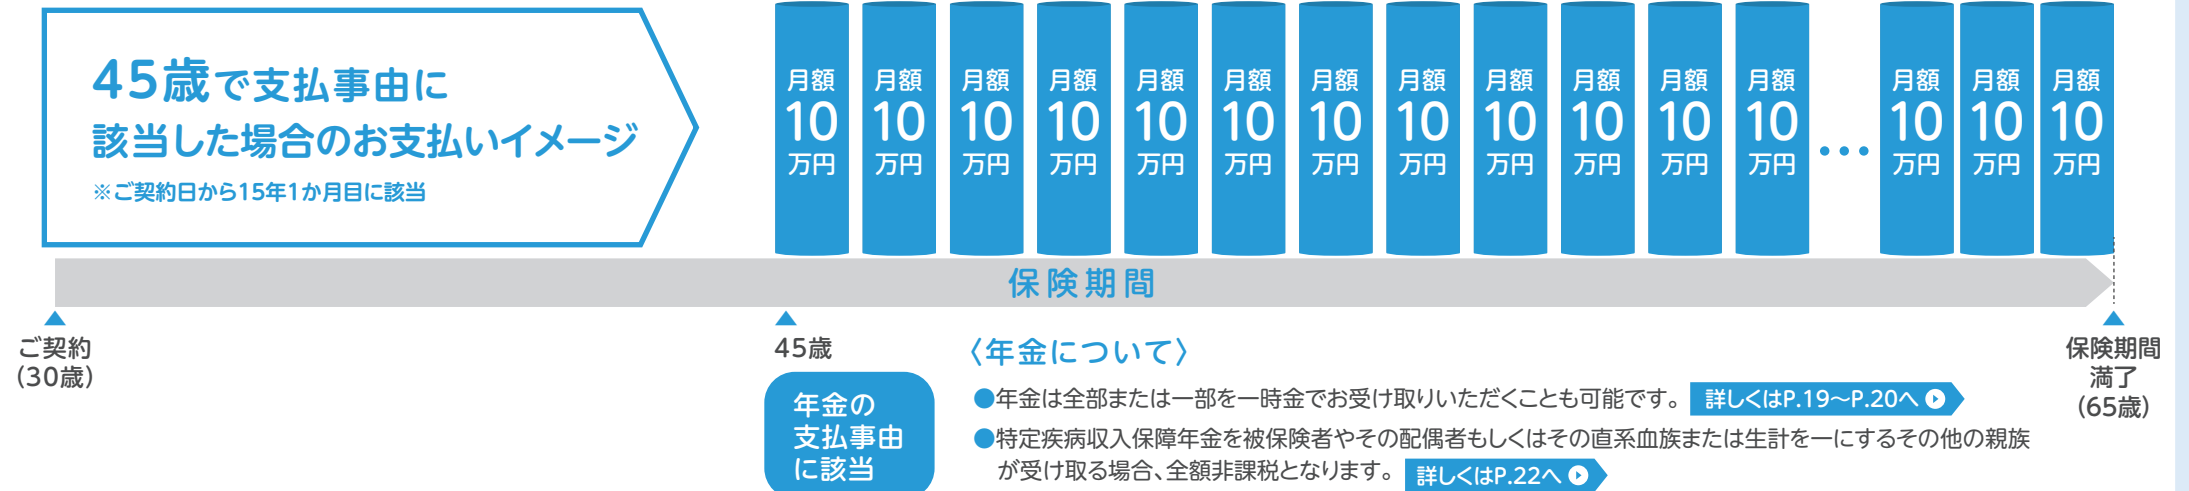 45歳で支払事由に
該当した場合のお支払いイメージ
※ご契約日から15年1か月目に該当
月額
10
万円
月額
10
万円
月額
10
万円
月額
10
万円
月額
10
万円
月額
10
万円
月額
10
万円
月額
10
万円
月額
10
万円
月額
10
万円
月額
10
万円
月額
10
万円
•••
月額
10
万円
月額
10
万円
月額
10
万円
保険期間
ご契約
(30歳)
45歳
年金の
支払事由
に該当
〈年金について〉
●年金は全部または一部を一時金でお受け取りいただくことも可能です。 詳しくはP.19〜P.20へ
●特定疾病収入保障年金を被保険者やその配偶者もしくはその直系血族または生計を一にするその他の親族
が受け取る場合、全額非課税となります。 詳しくはP.22へ
保険期間
満了
(65歳)